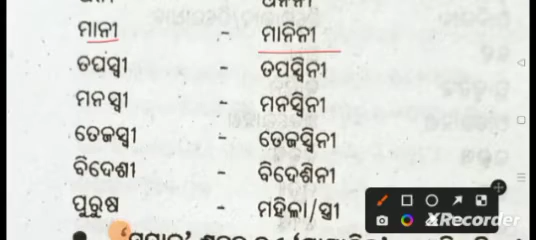 ମାନୀ - ମାନିନୀ
ତପସ୍ୱୀ - ତପସ୍ୱିନୀ
ମନସ୍ୱୀ - ମନସ୍ୱିନୀ
ତେଜସ୍ୱୀ - ତେଜସ୍ୱିନୀ
ବିଦେଶୀ - ବିଦେଶିନୀ
ପୁରୁଷ - ମହିଳା/ସ୍ତ୍ରୀ
XRecorder